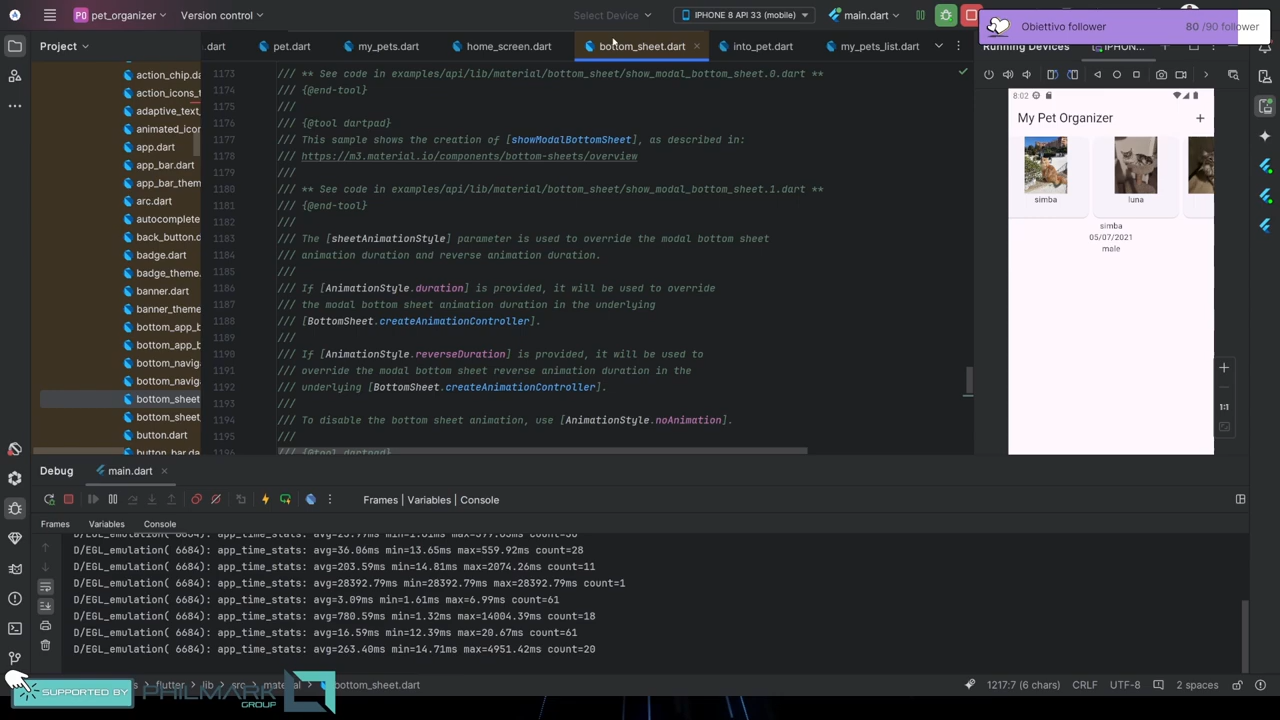 PO pet_organizer Version control Select Device IPHONE 8 API 33 (mobile) main.dart
Obiettivo follower 80 /90 follower
Project .dart pet.dart my_pets.dart home_screen.dart bottom_sheet.dart into_pet.dart my_pets_list.dart Running Devices
action_chip.dart
action_icons_t
adaptive_text_
animated_icon
app.dart
app_bar.dart
app_bar_them
arc.dart
autocomplete
back_button.d
badge.dart
badge_theme.
banner.dart
banner_theme
bottom_app_b
bottom_app_b
bottom_naviga
bottom_naviga
bottom_sheet
bottom_sheet_
button.dart
button_bar.dar
1173 /// ** See code in examples/api/lib/material/bottom_sheet/show_modal_bottom_sheet.0.dart **
1174 /// {@end-tool}
1175 ///
1176 /// {@tool dartpad}
1177 /// This sample shows the creation of [showModalBottomSheet], as described in:
1178 /// https://m3.material.io/components/bottom-sheets/overview
1179 ///
1180 /// ** See code in examples/api/lib/material/bottom_sheet/show_modal_bottom_sheet.1.dart **
1181 /// {@end-tool}
1182 ///
1183 /// The [sheetAnimationStyle] parameter is used to override the modal bottom sheet
1184 /// animation duration and reverse animation duration.
1185 ///
1186 /// If [AnimationStyle.duration] is provided, it will be used to override
1187 /// the modal bottom sheet animation duration in the underlying
1188 /// [BottomSheet.createAnimationController].
1189 ///
1190 /// If [AnimationStyle.reverseDuration] is provided, it will be used to
1191 /// override the modal bottom sheet reverse animation duration in the
1192 /// underlying [BottomSheet.createAnimationController].
1193 ///
1194 /// To disable the bottom sheet animation, use [AnimationStyle.noAnimation].
1195 ///
1196 /// {@tool dartpad}
8:02
My Pet Organizer +
simba luna
simba
05/07/2021
male
1:1
Debug main.dart
Frames | Variables | Console
Frames Variables Console
D/EGL_emulation( 6684): app_time_stats: avg=36.06ms min=13.65ms max=559.92ms count=28
D/EGL_emulation( 6684): app_time_stats: avg=203.59ms min=14.81ms max=2074.26ms count=11
D/EGL_emulation( 6684): app_time_stats: avg=28392.79ms min=28392.79ms max=28392.79ms count=1
D/EGL_emulation( 6684): app_time_stats: avg=3.09ms min=1.61ms max=6.99ms count=61
D/EGL_emulation( 6684): app_time_stats: avg=780.59ms min=1.32ms max=14004.39ms count=18
D/EGL_emulation( 6684): app_time_stats: avg=16.59ms min=12.39ms max=20.67ms count=61
D/EGL_emulation( 6684): app_time_stats: avg=263.40ms min=14.71ms max=4951.42ms count=20
flutter lib src material bottom_sheet.dart 1217:7 (6 chars) CRLF UTF-8 2 spaces
SUPPORTED BY PHILMARK
GROUP